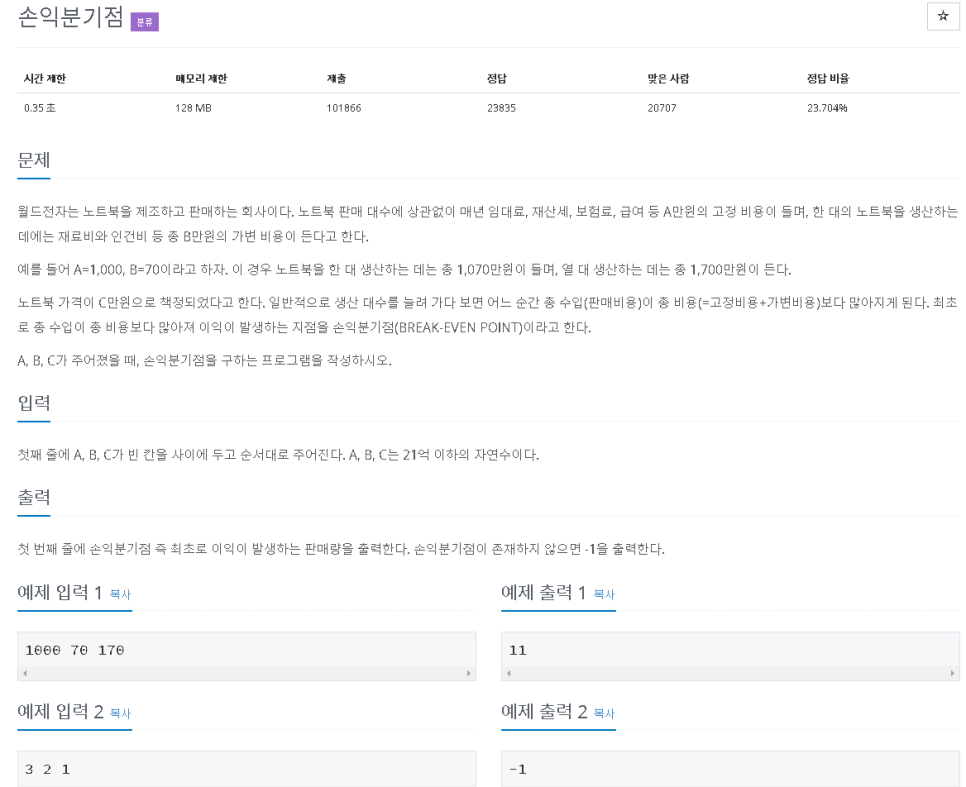 손익분기점 분류
☆
시간 제한 메모리 제한 제출 정답 맞은 사람 정답 비율
0.35 초 128 MB 101866 23835 20707 23.704%
문제
월드전자는 노트북을 제조하고 판매하는 회사이다. 노트북 판매 대수에 상관없이 매년 임대료, 재산세, 보험료, 급여 등 A만원의 고정 비용이 들며, 한 대의 노트북을 생산하는
데에는 재료비와 인건비 등 총 B만원의 가변 비용이 든다고 한다.
예를 들어 A=1,000, B=70이라고 하자. 이 경우 노트북을 한 대 생산하는 데는 총 1,070만원이 들며, 열 대 생산하는 데는 총 1,700만원이 든다.
노트북 가격이 C만원으로 책정되었다고 한다. 일반적으로 생산 대수를 늘려 가다 보면 어느 순간 총 수입(판매비용)이 총 비용(=고정비용+가변비용)보다 많아지게 된다. 최초
로 총 수입이 총 비용보다 많아져 이익이 발생하는 지점을 손익분기점(BREAK-EVEN POINT)이라고 한다.
A, B, C가 주어졌을 때, 손익분기점을 구하는 프로그램을 작성하시오.
입력
첫째 줄에 A, B, C가 빈 칸을 사이에 두고 순서대로 주어진다. A, B, C는 21억 이하의 자연수이다.
출력
첫 번째 줄에 손익분기점 즉 최초로 이익이 발생하는 판매량을 출력한다. 손익분기점이 존재하지 않으면 -1을 출력한다.
예제 입력 1 복사
1000 70 170
예제 출력 1 복사
11
예제 입력 2 복사
3 2 1
예제 출력 2 복사
-1